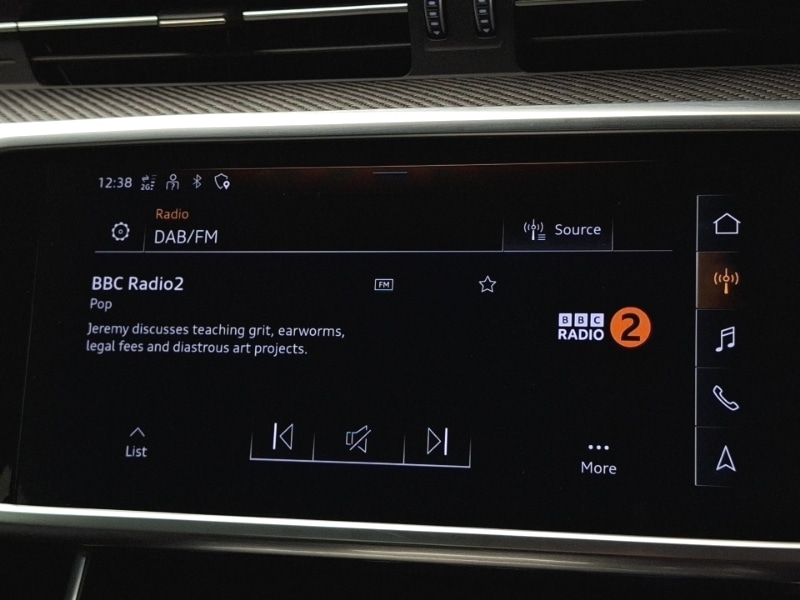 12:38 2G
Radio
DAB/FM
Source
BBC Radio2
FM
Pop
Jeremy discusses teaching grit, earworms,
legal fees and diastrous art projects.
BBC
RADIO 2
List
More